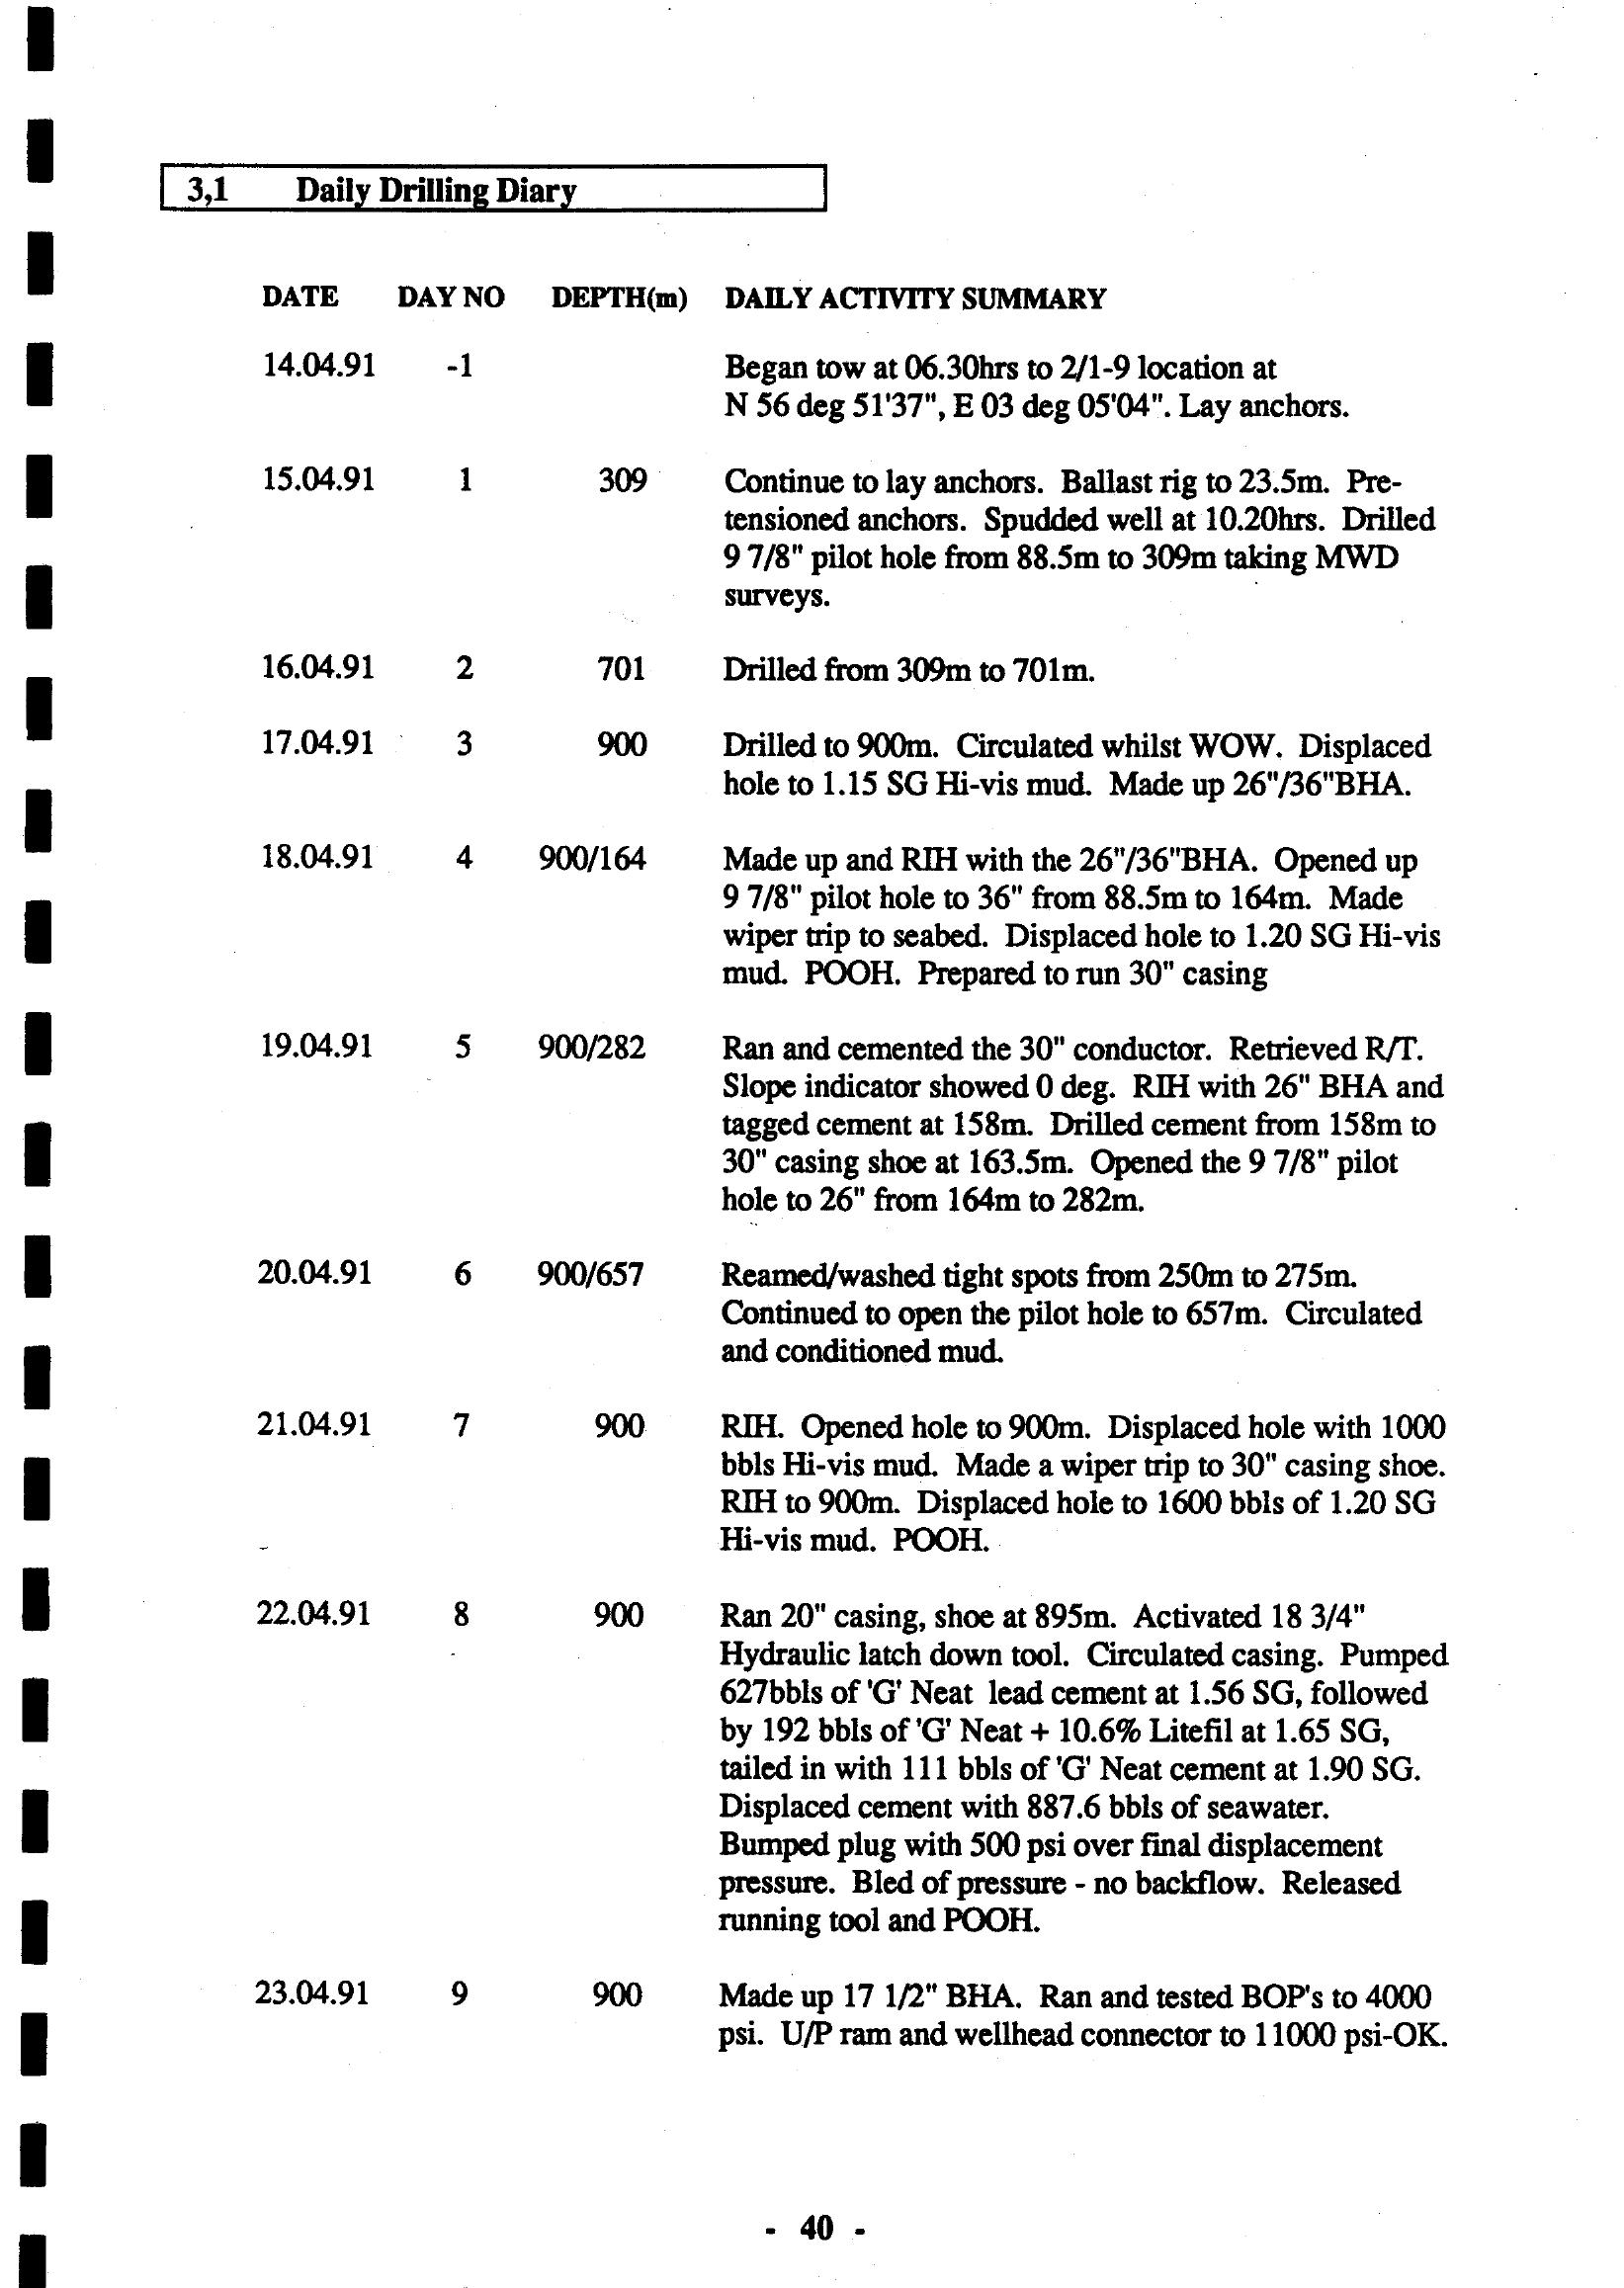 3,1 Daily Drilling Diary
DATE DAY NO DEPTH(m) DAILY ACTIVITY SUMMARY
14.04.91 -1 Began tow at 06.30hrs to 2/1-9 location at
N 56 deg 51'37", E 03 deg 05'04". Lay anchors.
15.04.91 1 309 Continue to lay anchors. Ballast rig to 23.5m. Pre-
tensioned anchors. Spudded well at 10.20hrs. Drilled
9 7/8" pilot hole from 88.5m to 309m taking MWD
surveys.
16.04.91 2 701 Drilled from 309m to 701m.
17.04.91 3 900 Drilled to 900m. Circulated whilst WOW. Displaced
hole to 1.15 SG Hi-vis mud. Made up 26"/36"BHA.
18.04.91 4 900/164 Made up and RIH with the 26"/36"BHA. Opened up
9 7/8" pilot hole to 36" from 88.5m to 164m. Made
wiper trip to seabed. Displaced hole to 1.20 SG Hi-vis
mud. POOH. Prepared to run 30" casing
19.04.91 5 900/282 Ran and cemented the 30" conductor. Retrieved R/T.
Slope indicator showed 0 deg. RIH with 26" BHA and
tagged cement at 158m. Drilled cement from 158m to
30" casing shoe at 163.5m. Opened the 9 7/8" pilot
hole to 26" from 164m to 282m.
20.04.91 6 900/657 Reamed/washed tight spots from 250m to 275m.
Continued to open the pilot hole to 657m. Circulated
and conditioned mud.
21.04.91 7 900 RIH. Opened hole to 900m. Displaced hole with 1000
bbls Hi-vis mud. Made a wiper trip to 30" casing shoe.
RIH to 900m. Displaced hole to 1600 bbls of 1.20 SG
Hi-vis mud. POOH.
22.04.91 8 900 Ran 20" casing, shoe at 895m. Activated 18 3/4"
Hydraulic latch down tool. Circulated casing. Pumped
627bbls of 'G' Neat lead cement at 1.56 SG, followed
by 192 bbls of 'G' Neat + 10.6% Litefil at 1.65 SG,
tailed in with 111 bbls of 'G' Neat cement at 1.90 SG.
Displaced cement with 887.6 bbls of seawater.
Bumped plug with 500 psi over final displacement
pressure. Bled of pressure - no backflow. Released
running tool and POOH.
23.04.91 9 900 Made up 17 1/2" BHA. Ran and tested BOP's to 4000
psi. U/P ram and wellhead connector to 11000 psi-OK.
- 40 -